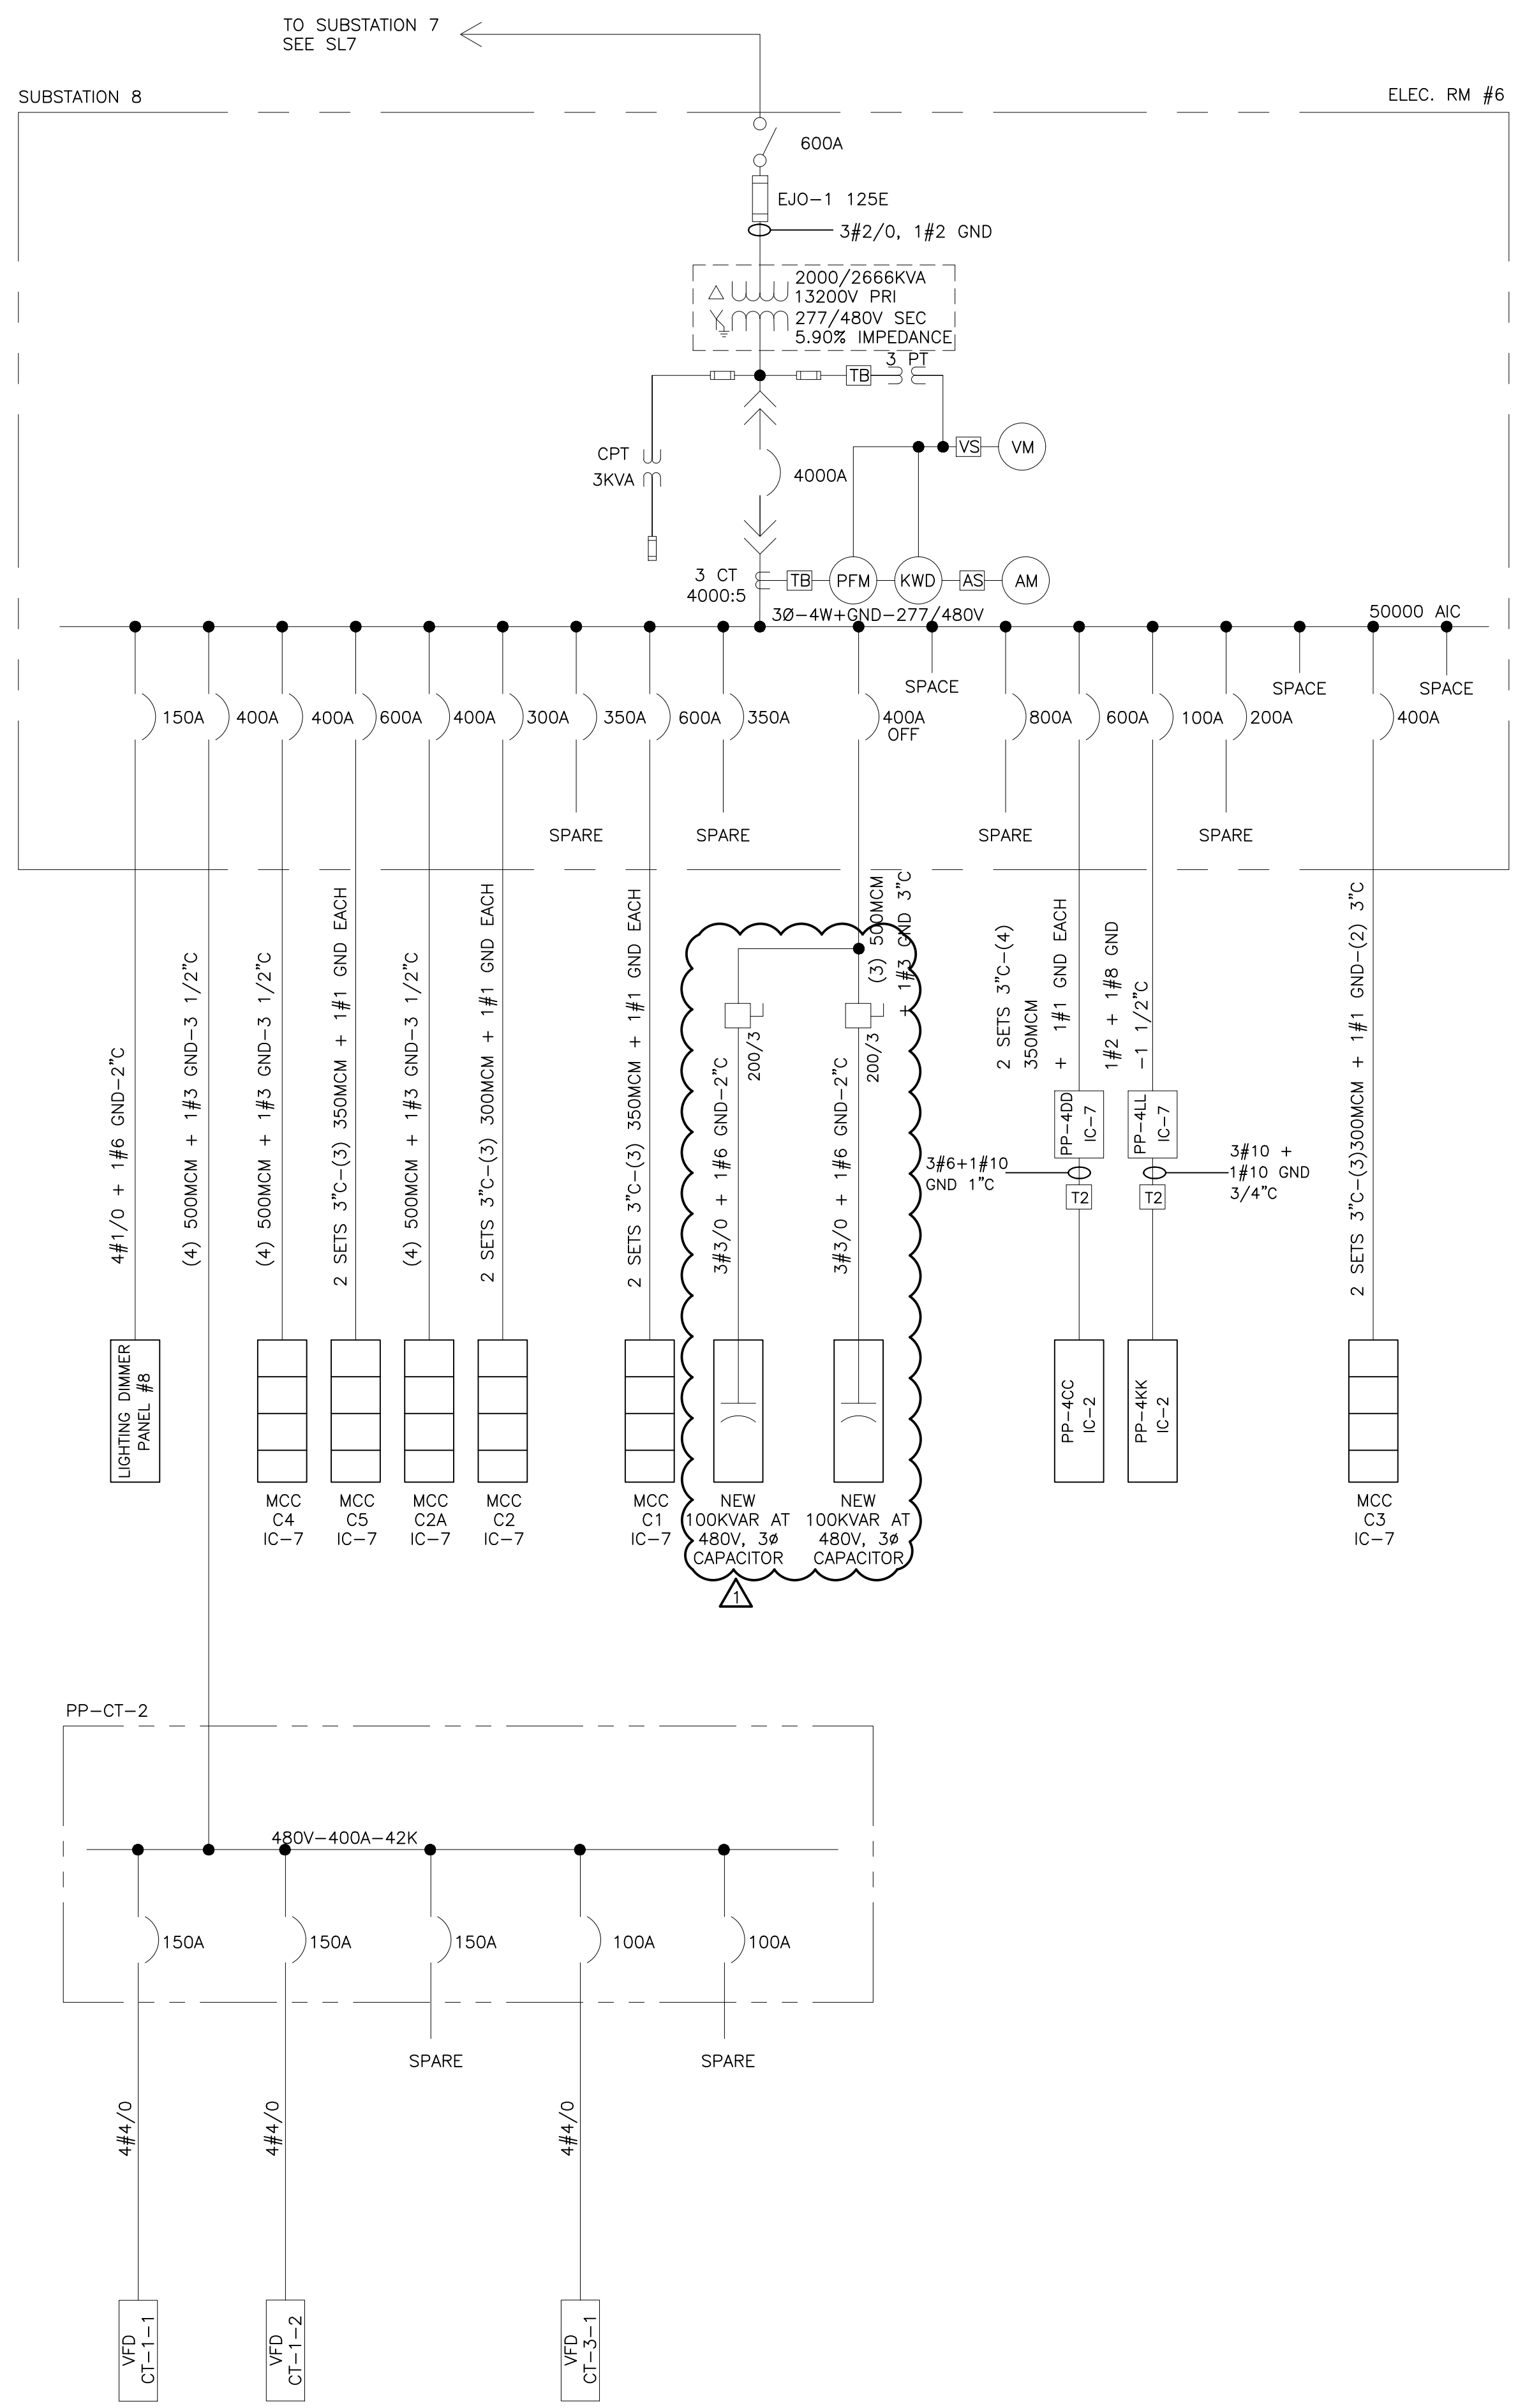 TO SUBSTATION 7
SEE SL7
SUBSTATION 8
ELEC. RM #6
600A
EJO-1 125E
3#2/0, 1#2 GND
2000/2666KVA
13200V PRI
277/480V SEC
5.90% IMPEDANCE
3 PT
TB
CPT
3KVA
4000A
VS
VM
3 CT
4000:5
TB
PFM
KWD
AS
AM
3Ø-4W+GND-277/480V
50000 AIC
150A
400A
400A
600A
400A
300A
350A
600A
350A
400A
OFF
SPACE
800A
600A
100A
200A
SPACE
400A
SPACE
SPARE
SPARE
SPARE
SPARE
4#1/0 + 1#6 GND-2"C
(4) 500MCM + 1#3 GND-3 1/2"C
(4) 500MCM + 1#3 GND-3 1/2"C
2 SETS 3"C-(3) 350MCM + 1#1 GND EACH
(4) 500MCM + 1#3 GND-3 1/2"C
2 SETS 3"C-(3) 300MCM + 1#1 GND EACH
2 SETS 3"C-(3) 350MCM + 1#1 GND EACH
3#3/0 + 1#6 GND-2"C
200/3
3#3/0 + 1#6 GND-2"C
200/3
(3) 500MCM
+ 1#3 GND 3"C
2 SETS 3"C-(4)
350MCM
+ 1#1 GND EACH
1#2 + 1#8 GND
-1 1/2"C
2 SETS 3"C-(3)300MCM + 1#1 GND-(2) 3"C
PP-4DD
IC-7
PP-4LL
IC-7
3#6+1#10
GND 1"C
3#10 +
1#10 GND
3/4"C
T2
T2
LIGHTING DIMMER
PANEL #8
MCC
C4
IC-7
MCC
C5
IC-7
MCC
C2A
IC-7
MCC
C2
IC-7
MCC
C1
IC-7
NEW
100KVAR AT
480V, 3ø
CAPACITOR
NEW
100KVAR AT
480V, 3ø
CAPACITOR
1
PP-4CC
IC-2
PP-4KK
IC-2
MCC
C3
IC-7
PP-CT-2
480V-400A-42K
150A
150A
150A
100A
100A
SPARE
SPARE
4#4/0
4#4/0
4#4/0
VFD
CT-1-1
VFD
CT-1-2
VFD
CT-3-1